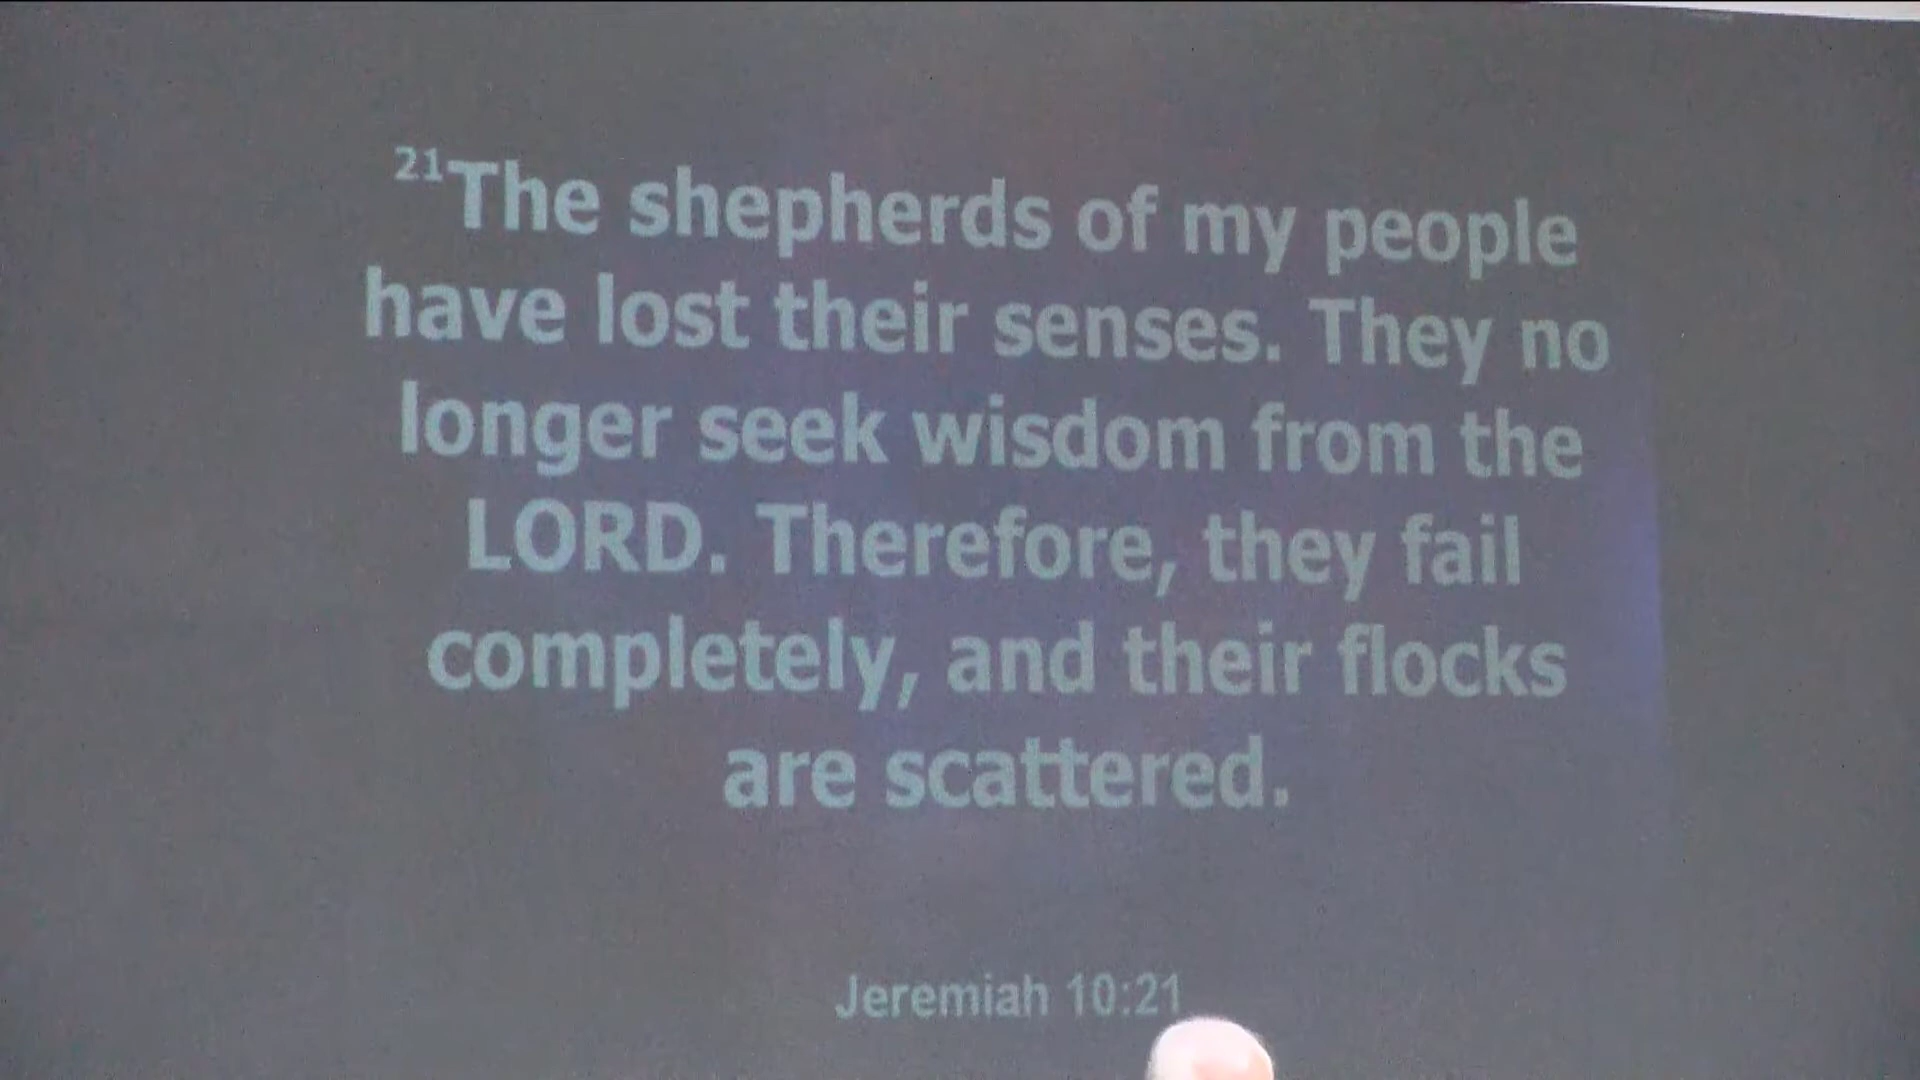 21The shepherds of my people
have lost their senses. They no
longer seek wisdom from the
LORD. Therefore, they fail
completely, and their flocks
are scattered.
Jeremiah 10:21